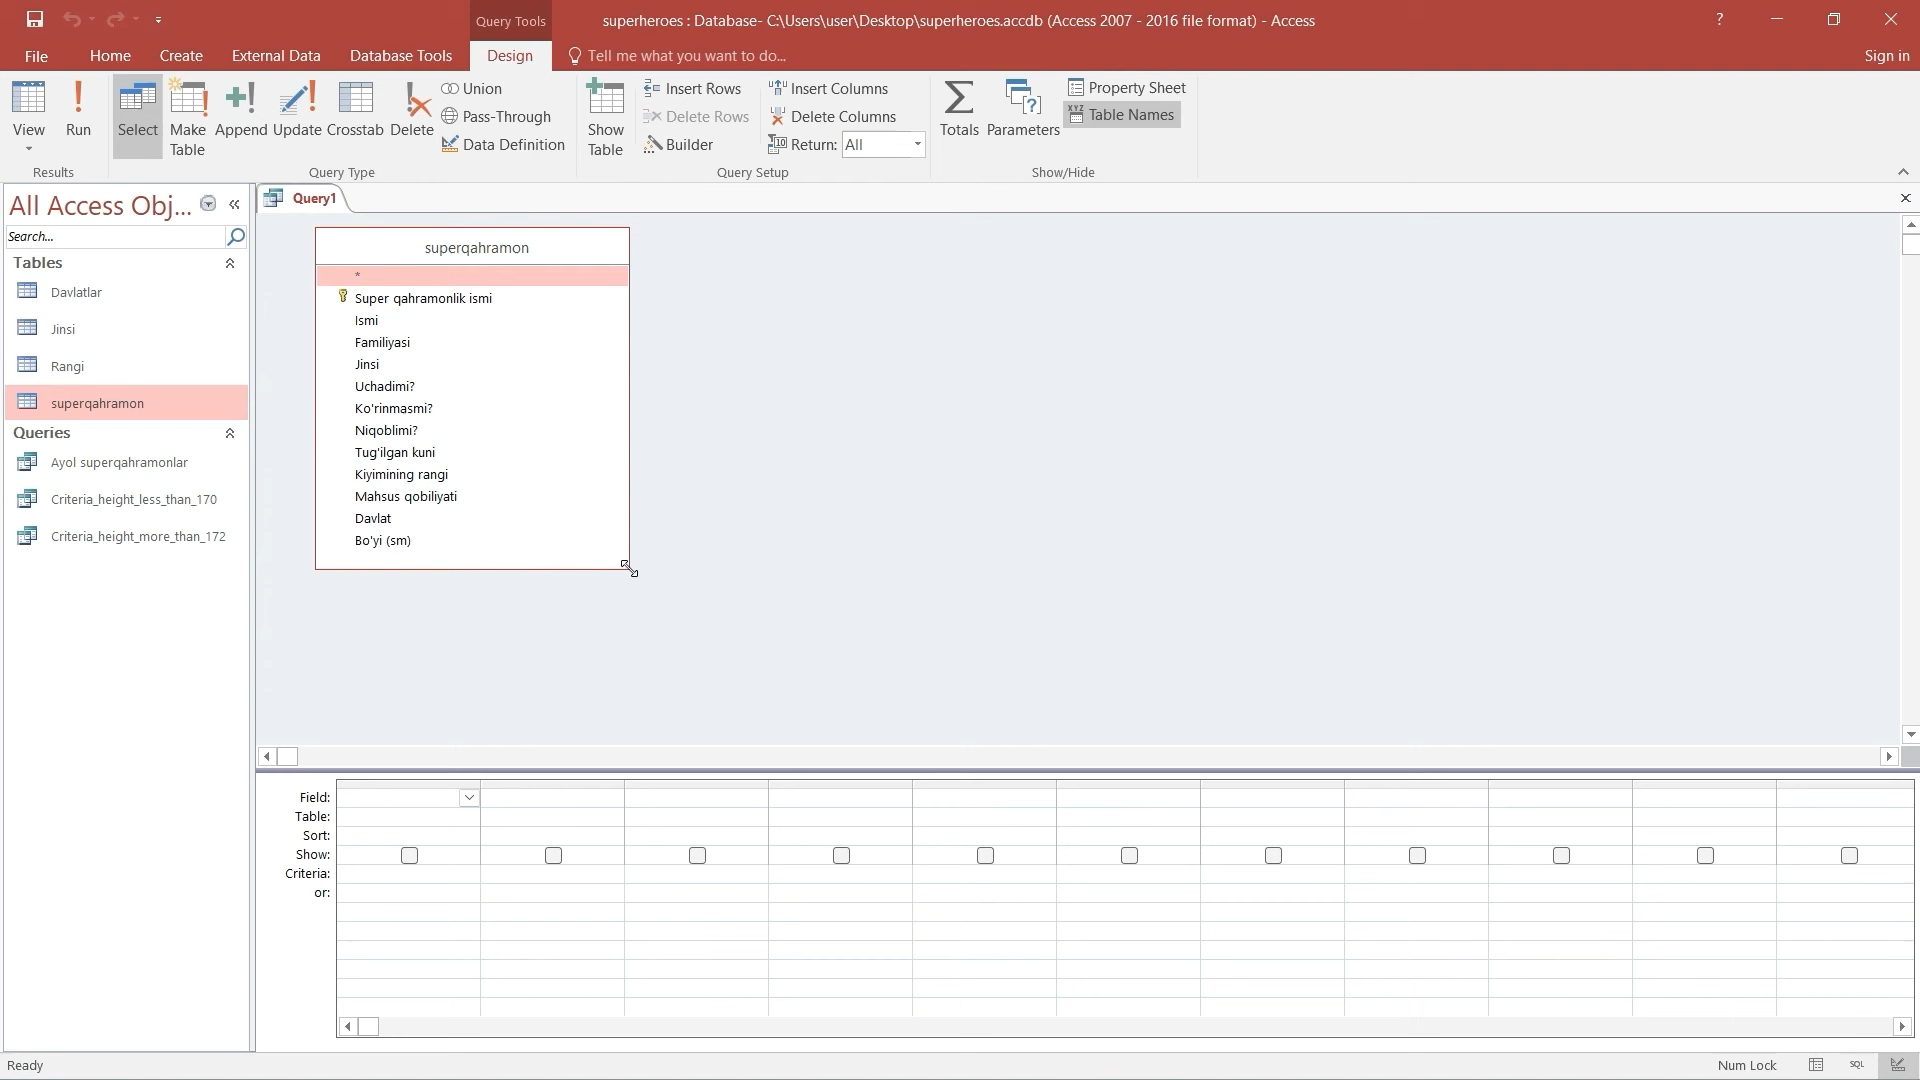 Query Tools
superheroes : Database- C:\Users\user\Desktop\superheroes.accdb (Access 2007 - 2016 file format) - Access
?
File
Home
Create
External Data
Database Tools
Design
Tell me what you want to do...
Sign in
View
Run
Select
Make Table
Append
Update
Crosstab
Delete
Union
Pass-Through
Data Definition
Show Table
Insert Rows
Delete Rows
Builder
Insert Columns
Delete Columns
Return: All
Totals
Parameters
Property Sheet
Table Names
Results
Query Type
Query Setup
Show/Hide
All Access Obj...
Search...
Tables
Davlatlar
Jinsi
Rangi
superqahramon
Queries
Ayol superqahramonlar
Criteria_height_less_than_170
Criteria_height_more_than_172
Query1
superqahramon
*
Super qahramonlik ismi
Ismi
Familiyasi
Jinsi
Uchadimi?
Ko'rinmasmi?
Niqoblimi?
Tug'ilgan kuni
Kiyimining rangi
Mahsus qobiliyati
Davlat
Bo'yi (sm)
Field:
Table:
Sort:
Show:
Criteria:
or:
Ready
Num Lock
SQL